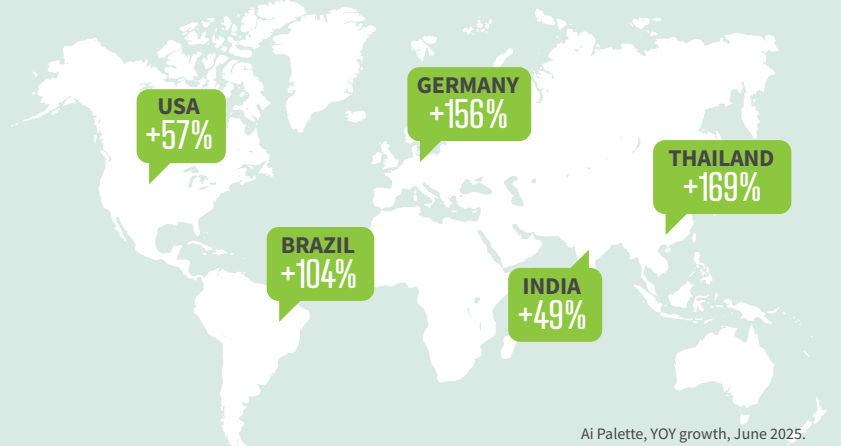 GERMANY
+156%
USA
+57%
THAILAND
+169%
BRAZIL
+104%
INDIA
+49%
Ai Palette, YOY growth, June 2025.